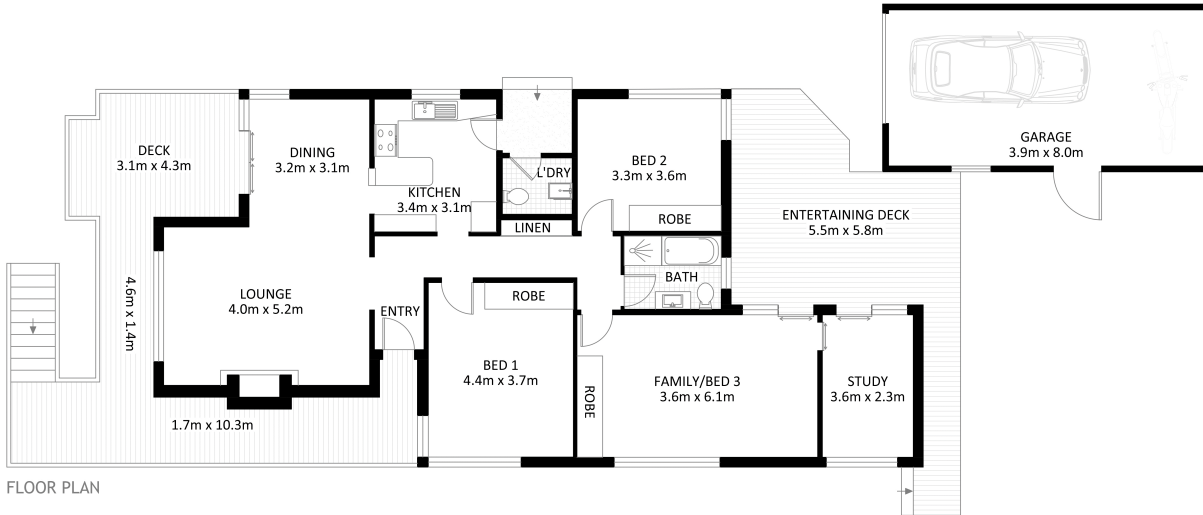 DECK
3.1m x 4.3m
DINING
3.2m x 3.1m
KITCHEN
3.4m x 3.1m
L'DRY
LINEN
BED 2
3.3m x 3.6m
ROBE
BATH
ENTERTAINING DECK
5.5m x 5.8m
GARAGE
3.9m x 8.0m
4.6m x 1.4m
LOUNGE
4.0m x 5.2m
ENTRY
ROBE
BED 1
4.4m x 3.7m
ROBE
FAMILY/BED 3
3.6m x 6.1m
STUDY
3.6m x 2.3m
1.7m x 10.3m
FLOOR PLAN